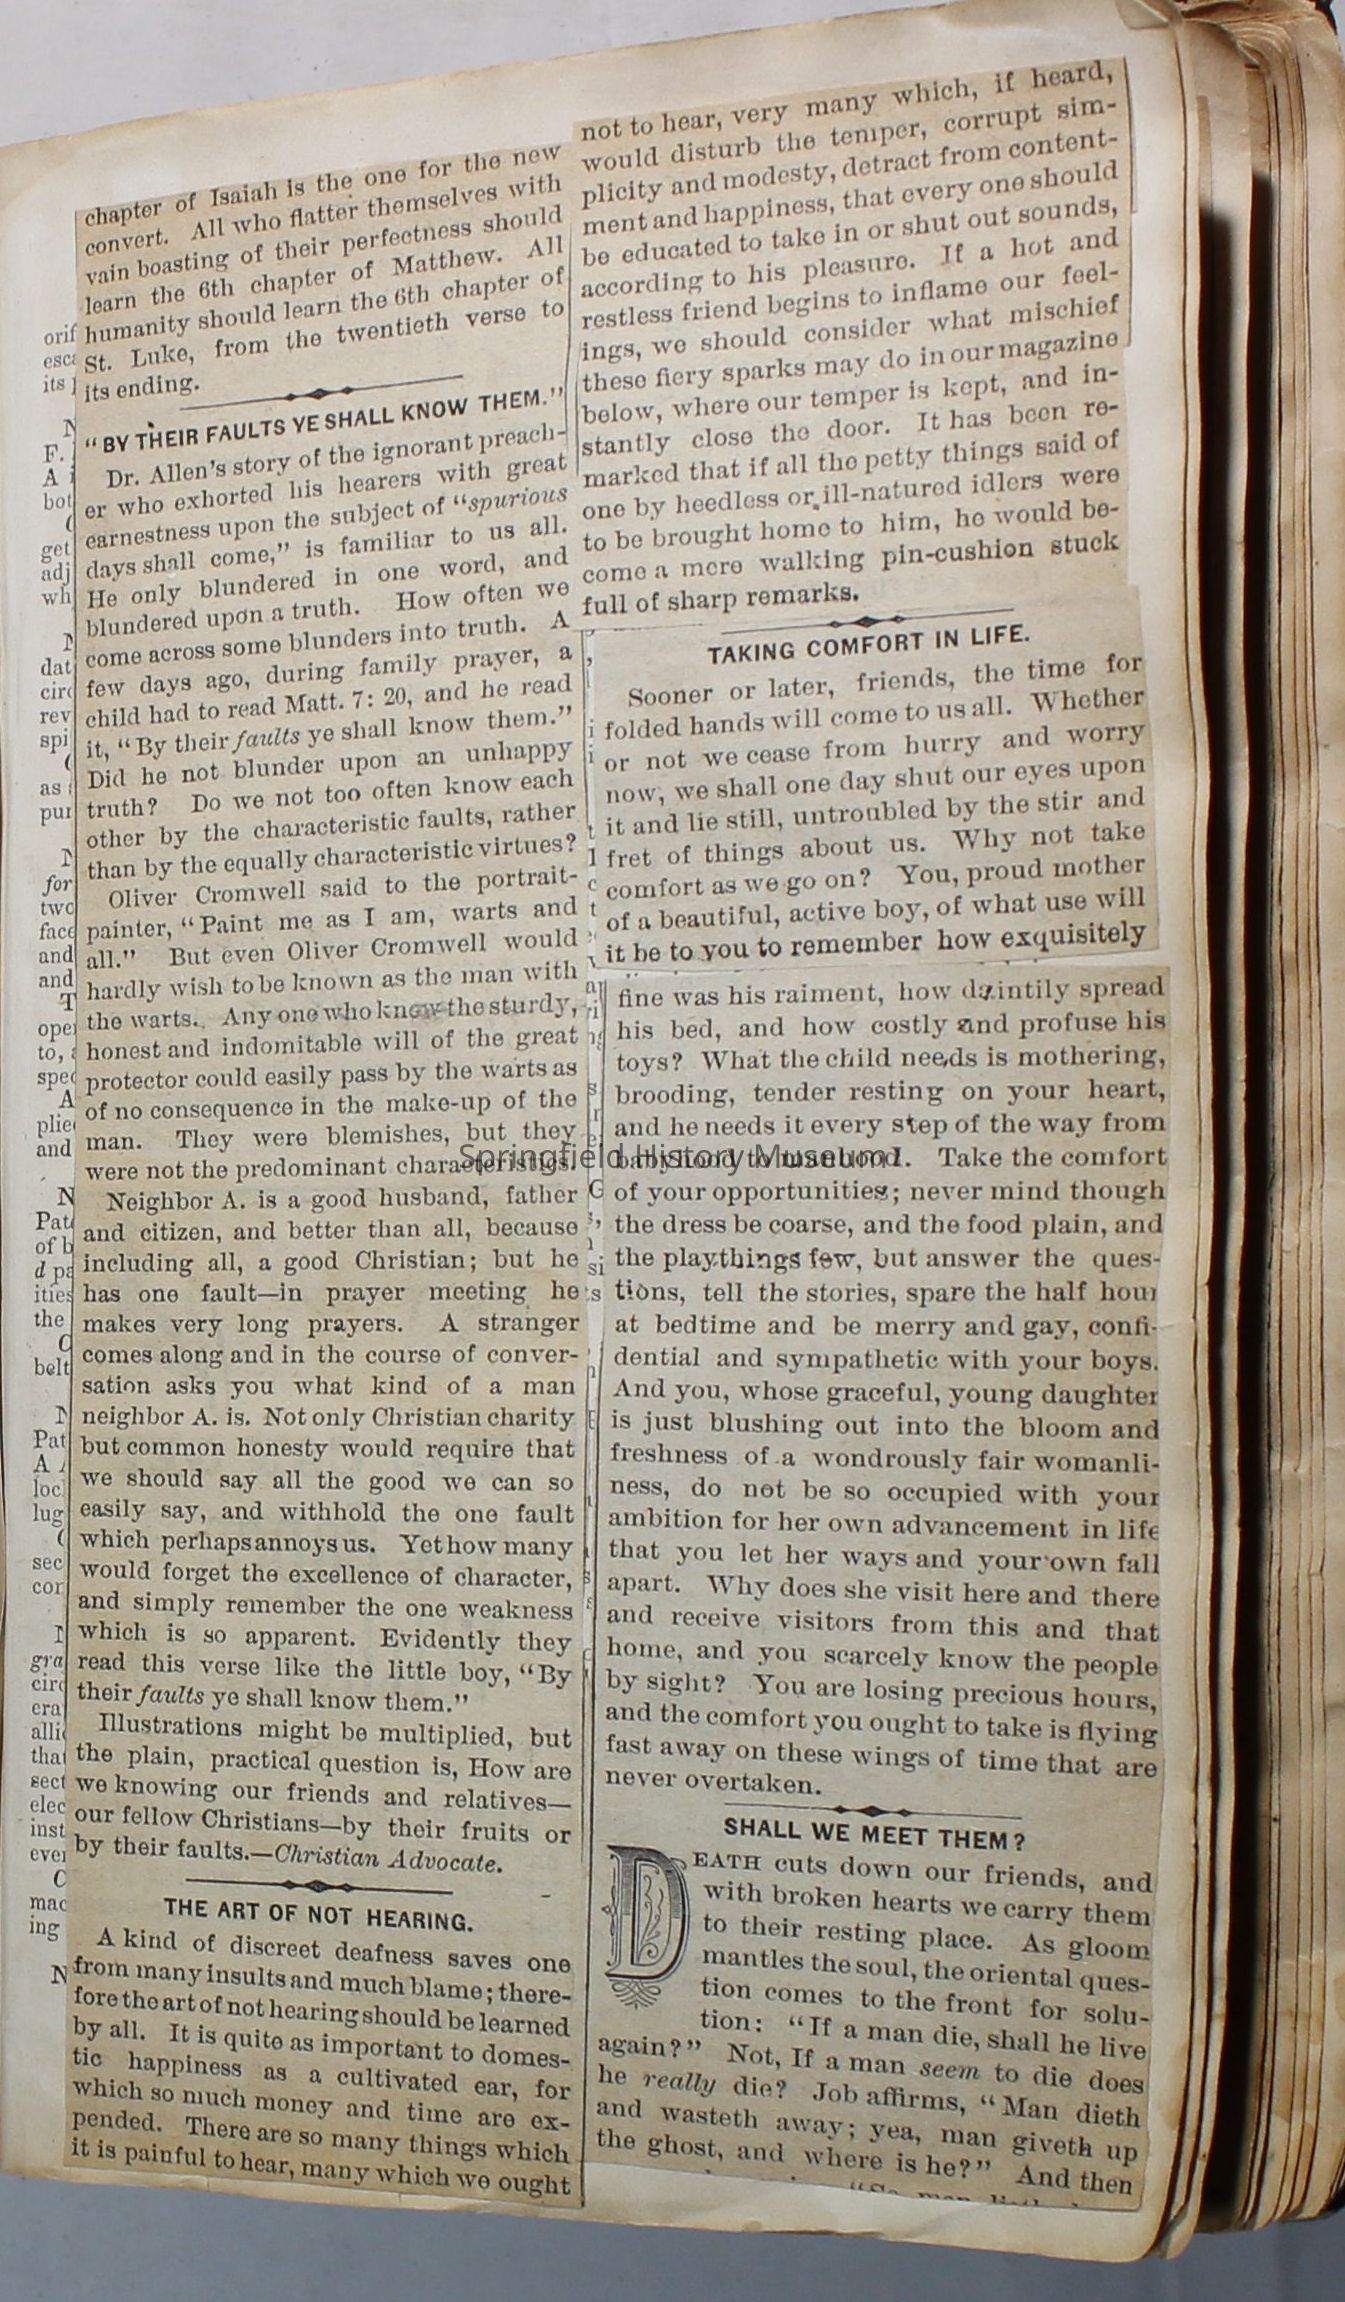 chapter of Isaiah is the one for the new
convert. All who flatter themselves with
vain boasting of their perfectness should
learn the 6th chapter of Matthew. All
humanity should learn the 6th chapter of
St. Luke, from the twentieth verse to
its ending.
"BY THEIR FAULTS YE SHALL KNOW THEM."
Dr. Allen's story of the ignorant preach-
er who exhorted his hearers with great
earnestness upon the subject of "spurious
days shall come," is familiar to us all.
He only blundered in one word, and
blundered upon a truth. How often we
come across some blunders into truth. A
few days ago, during family prayer, a
child had to read Matt. 7: 20, and he read
it, "By their faults ye shall know them."
Did he not blunder upon an unhappy
truth? Do we not too often know each
other by the characteristic faults, rather
than by the equally characteristic virtues?
Oliver Cromwell said to the portrait-
painter, "Paint me as I am, warts and
all." But even Oliver Cromwell would
hardly wish to be known as the man with
the warts. Any one who knew the sturdy,
honest and indomitable will of the great
protector could easily pass by the warts as
of no consequence in the make-up of the
man. They were blemishes, but they
were not the predominant characteristics.
Neighbor A. is a good husband, father
and citizen, and better than all, because
including all, a good Christian; but he
has one fault—in prayer meeting he
makes very long prayers. A stranger
comes along and in the course of conver-
sation asks you what kind of a man
neighbor A. is. Not only Christian charity
but common honesty would require that
we should say all the good we can so
easily say, and withhold the one fault
which perhaps annoys us. Yet how many
would forget the excellence of character,
and simply remember the one weakness
which is so apparent. Evidently they
read this verse like the little boy, "By
their faults ye shall know them."
Illustrations might be multiplied, but
the plain, practical question is, How are
we knowing our friends and relatives—
our fellow Christians—by their fruits or
by their faults.—Christian Advocate.
THE ART OF NOT HEARING.
A kind of discreet deafness saves one
from many insults and much blame; there-
fore the art of not hearing should be learned
by all. It is quite as important to domes-
tic happiness as a cultivated ear, for
which so much money and time are ex-
pended. There are so many things which
it is painful to hear, many which we ought
not to hear, very many which, if heard,
would disturb the temper, corrupt sim-
plicity and modesty, detract from content-
ment and happiness, that every one should
be educated to take in or shut out sounds,
according to his pleasure. If a hot and
restless friend begins to inflame our feel-
ings, we should consider what mischief
these fiery sparks may do in our magazine
below, where our temper is kept, and in-
stantly close the door. It has been re-
marked that if all the petty things said of
one by heedless or ill-natured idlers were
to be brought home to him, he would be-
come a mere walking pin-cushion stuck
full of sharp remarks.
TAKING COMFORT IN LIFE.
Sooner or later, friends, the time for
folded hands will come to us all. Whether
or not we cease from hurry and worry
now, we shall one day shut our eyes upon
it and lie still, untroubled by the stir and
fret of things about us. Why not take
comfort as we go on? You, proud mother
of a beautiful, active boy, of what use will
it be to you to remember how exquisitely
fine was his raiment, how daintily spread
his bed, and how costly and profuse his
toys? What the child needs is mothering,
brooding, tender resting on your heart,
and he needs it every step of the way from
babyhood to manhood. Take the comfort
of your opportunities; never mind though
the dress be coarse, and the food plain, and
the playthings few, but answer the ques-
tions, tell the stories, spare the half hour
at bedtime and be merry and gay, confi-
dential and sympathetic with your boys.
And you, whose graceful, young daughter
is just blushing out into the bloom and
freshness of a wondrously fair womanli-
ness, do not be so occupied with your
ambition for her own advancement in life
that you let her ways and your own fall
apart. Why does she visit here and there
and receive visitors from this and that
home, and you scarcely know the people
by sight? You are losing precious hours,
and the comfort you ought to take is flying
fast away on these wings of time that are
never overtaken.
SHALL WE MEET THEM?
DEATH cuts down our friends, and
with broken hearts we carry them
to their resting place. As gloom
mantles the soul, the oriental ques-
tion comes to the front for solu-
tion: "If a man die, shall he live
again?" Not, If a man seem to die does
he really die? Job affirms, "Man dieth
and wasteth away; yea, man giveth up
the ghost, and where is he?" And then
Springfield History Museum